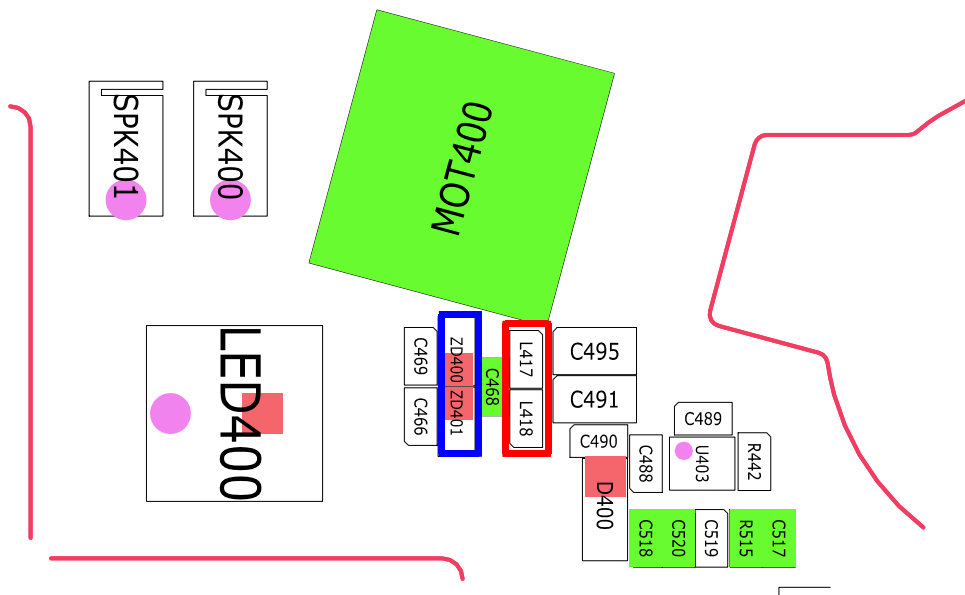 SPK401
SPK400
MOT400
LED400
C469
C466
ZD400
ZD401
C468
L417
L418
C495
C491
C490
C489
C488
U403
R442
D400
C518
C520
C519
R515
C517